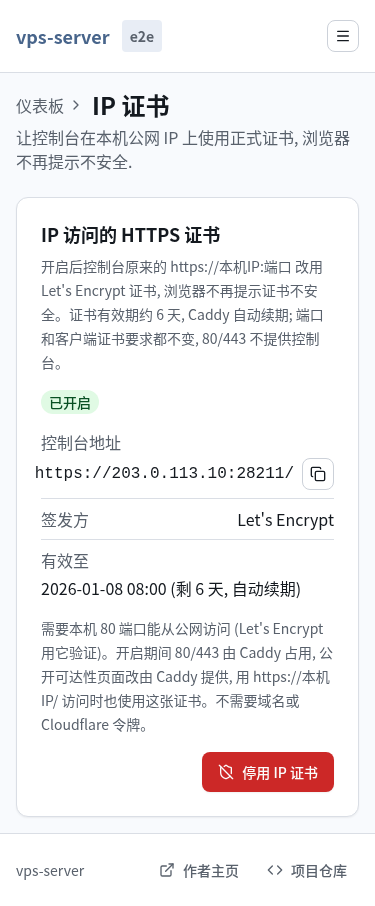 vps-server e2e
仪表板 > IP 证书
让控制台在本机公网 IP 上使用正式证书, 浏览器
不再提示不安全.
IP 访问的 HTTPS 证书
开启后控制台原来的 https://本机IP:端口 改用
Let's Encrypt 证书, 浏览器不再提示证书不安
全。证书有效期约 6 天, Caddy 自动续期; 端口
和客户端证书要求都不变, 80/443 不提供控制
台。
已开启
控制台地址
https://203.0.113.10:28211/
签发方 Let's Encrypt
有效至
2026-01-08 08:00 (剩 6 天, 自动续期)
需要本机 80 端口能从公网访问 (Let's Encrypt
用它验证)。开启期间 80/443 由 Caddy 占用, 公
开可达性页面改由 Caddy 提供, 用 https://本机
IP/ 访问时也使用这张证书。不需要域名或
Cloudflare 令牌。
停用 IP 证书
vps-server 作者主页 项目仓库